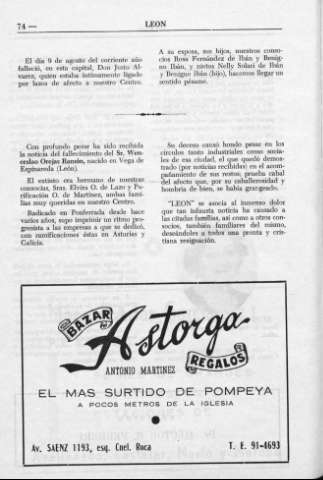 74 —
LEON
El día 9 de agosto del corriente año
falleció, en esta capital, Don Justo Al-
varez, quien estaba íntimamente ligado
por lazos de afecto a nuestro Centro.
A su esposa, sus hijos, nuestros conso-
cios Rosa Fernández de Ibán y Benig-
no Ibán, y nietos Nelly Solari de Ibán
y Benigno Ibán (hijo), hacemos llegar un
sentido pésame.
Con profundo pesar ha sido recibida
la noticia del fallecimiento del Sr. Wen-
ceslao Orejas Ramón, nacido en Vega de
Espinareda (León).
El extinto era hermano de nuestras
consocias, Sras. Elvira O. de Lazo y Pu-
rificación O. de Martínez, ambas fami-
lias muy queridas en nuestro Centro.
Radicado en Ponferrada desde hace
varios años, supo imprimir un ritmo pro-
gresista a las empresas a que se dedicó,
con ramificaciones éstas en Asturias y
Galicia.
Su deceso causó hondo pesar en los
círculos tanto industriales como socia-
les de esa ciudad, el que quedó demos-
trado (por noticias recibidas) en el acom-
pañamiento de sus restos, prueba cabal
del afecto que, por su caballerosidad y
hombría de bien, se había granjeado.
"LEON" se asocia al inmenso dolor
que tan infausta noticia ha causado a
las citadas familias, así como a otros con-
socios, también familiares del mismo,
deseándoles a todos una pronta y cris-
tiana resignación.
BAZAR
Astorga
REGALOS
ANTONIO MARTINEZ
EL MAS SURTIDO DE POMPEYA
A POCOS METROS DE LA IGLESIA
Av. SAENZ 1193, esq. Cnel. Roca
T. E. 91-4693